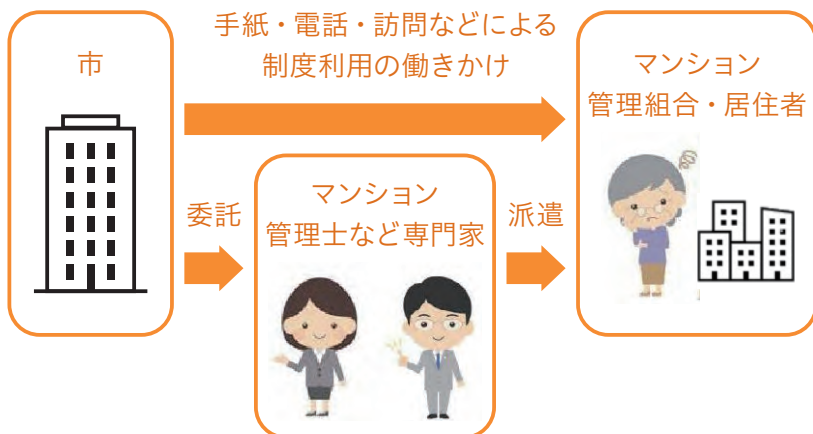 市
手紙・電話・訪問などによる
制度利用の働きかけ
マンション
管理組合・居住者
委託
マンション
管理士など専門家
派遣